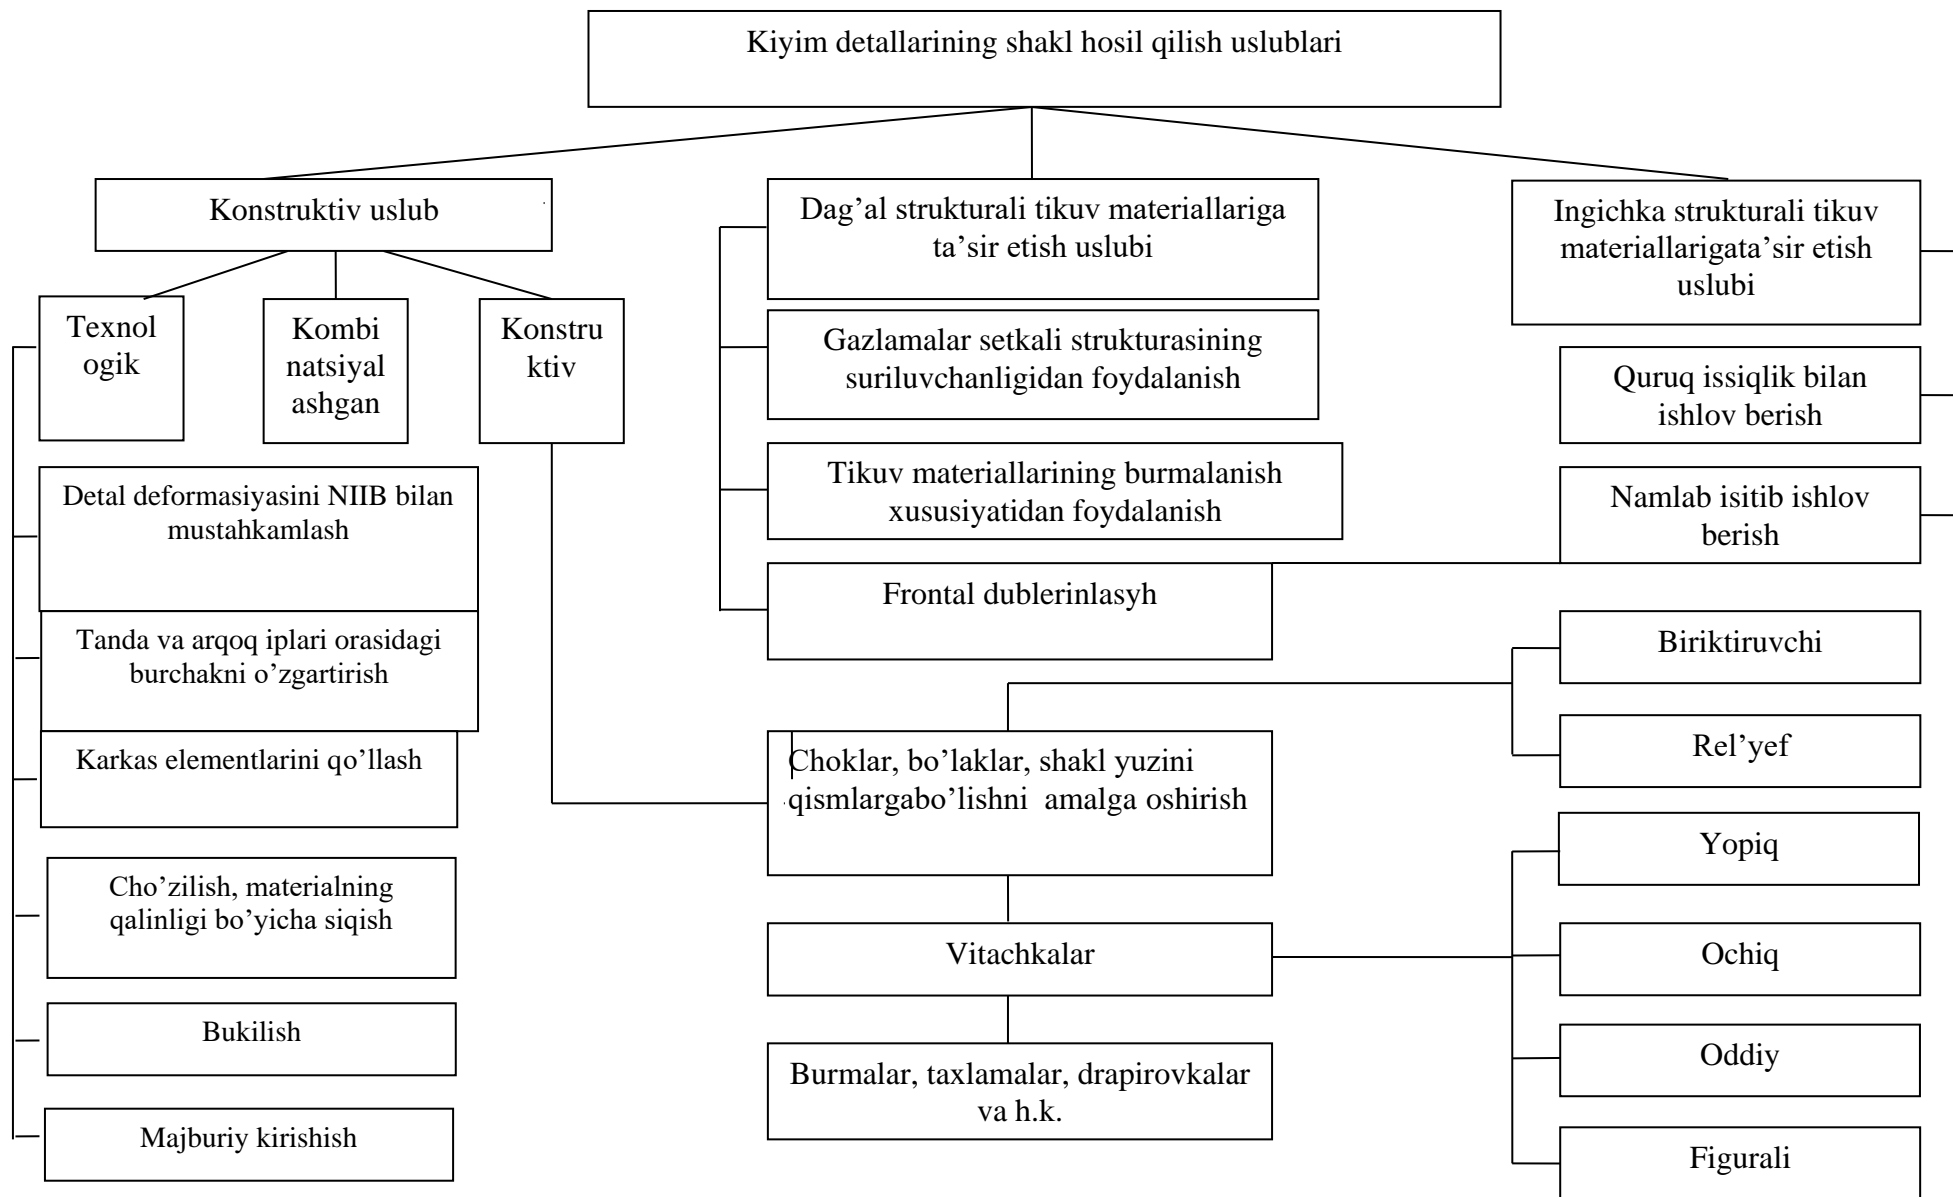 Kiyim detallarining shakl hosil qilish uslublari
Konstruktiv uslub
Dag’al strukturali tikuv materiallariga
ta’sir etish uslubi
Ingichka strukturali tikuv
materiallarigata’sir etish
uslubi
Texnol
ogik
Kombi
natsiyal
ashgan
Konstru
ktiv
Gazlamalar setkali strukturasining
suriluvchanligidan foydalanish
Quruq issiqlik bilan
ishlov berish
Detal deformasiyasini NIIB bilan
mustahkamlash
Tikuv materiallarining burmalanish
xususiyatidan foydalanish
Namlab isitib ishlov
berish
Frontal dublerinlasyh
Tanda va arqoq iplari orasidagi
burchakni o’zgartirish
Biriktiruvchi
Karkas elementlarini qo’llash
Choklar, bo’laklar, shakl yuzini
qismlargabo’lishni amalga oshirish
Rel’yef
Yopiq
Cho’zilish, materialning
qalinligi bo’yicha siqish
Vitachkalar
Ochiq
Bukilish
Burmalar, taxlamalar, drapirovkalar
va h.k.
Oddiy
Majburiy kirishish
Figurali